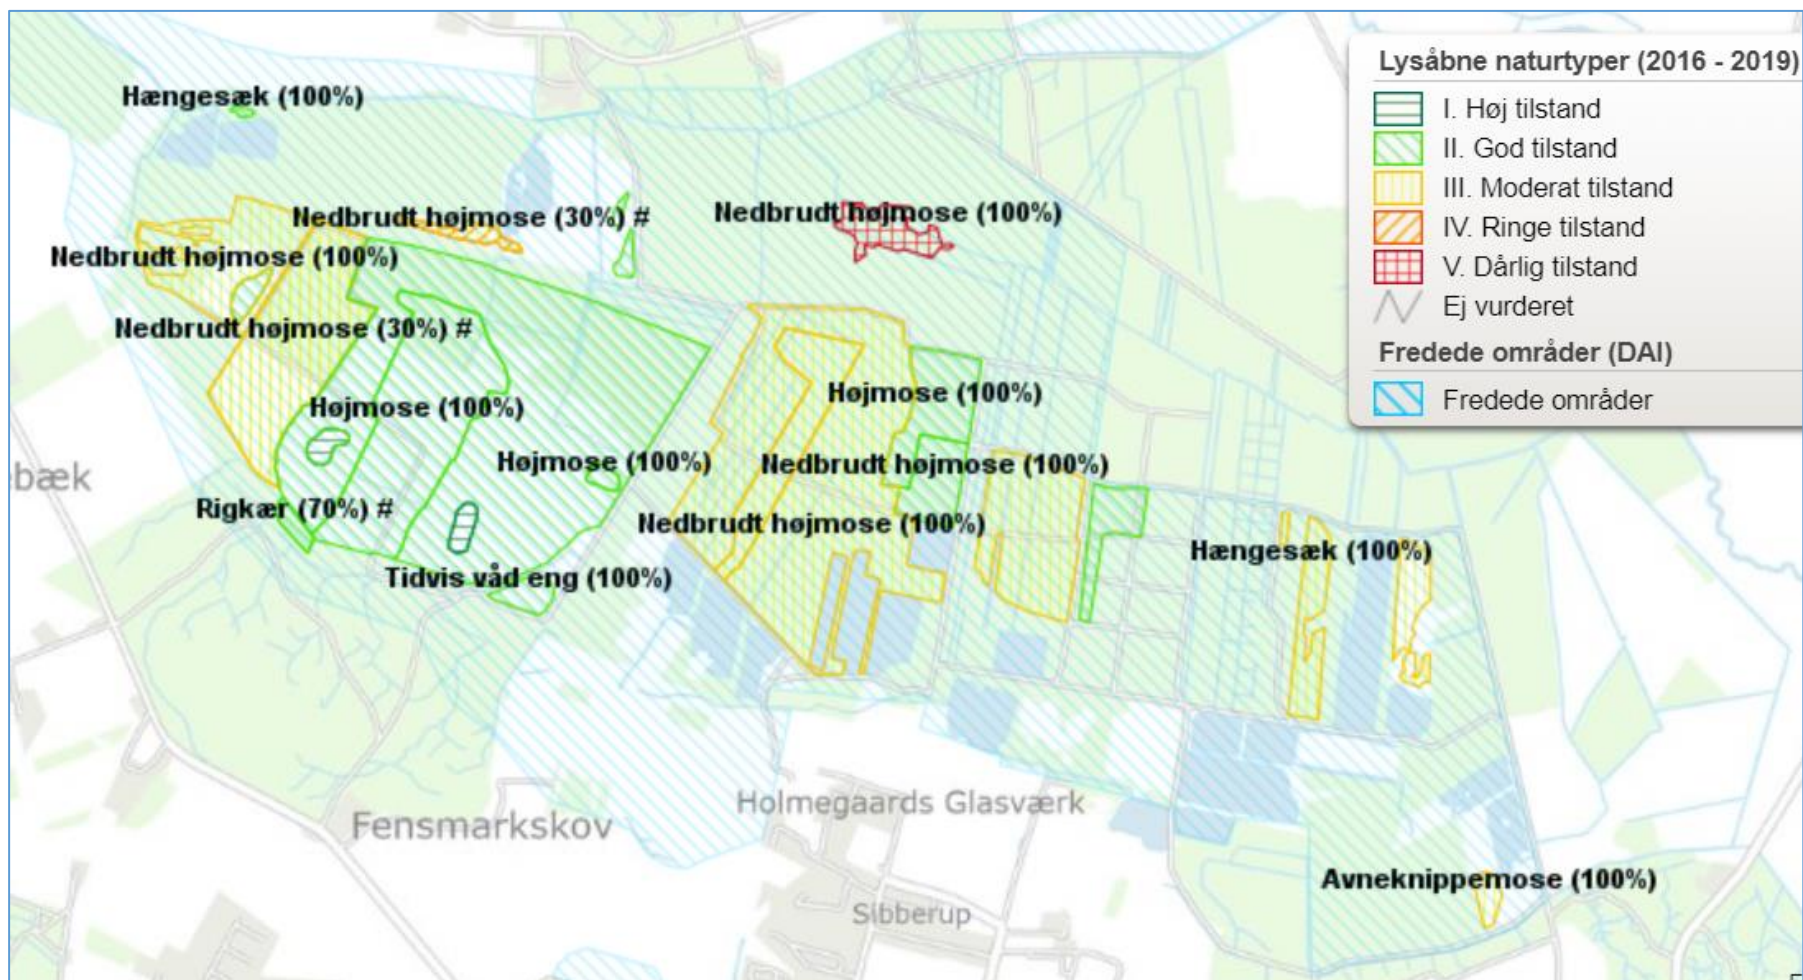 Lysåbne naturtyper (2016 - 2019)
I. Høj tilstand
II. God tilstand
III. Moderat tilstand
IV. Ringe tilstand
V. Dårlig tilstand
Ej vurderet
Fredede områder (DAI)
Fredede områder
Hængesæk (100%)
Nedbrudt højmose (30%) #
Nedbrudt højmose (100%)
Nedbrudt højmose (100%)
Nedbrudt højmose (30%) #
Højmose (100%)
Højmose (100%)
Højmose (100%)
Nedbrudt højmose (100%)
ebæk
Rigkær (70%) #
Nedbrudt højmose (100%)
Hængesæk (100%)
Tidvis våd eng (100%)
Holmegaards Glasværk
Fensmarkskov
Avneknippemose (100%)
Sibberup